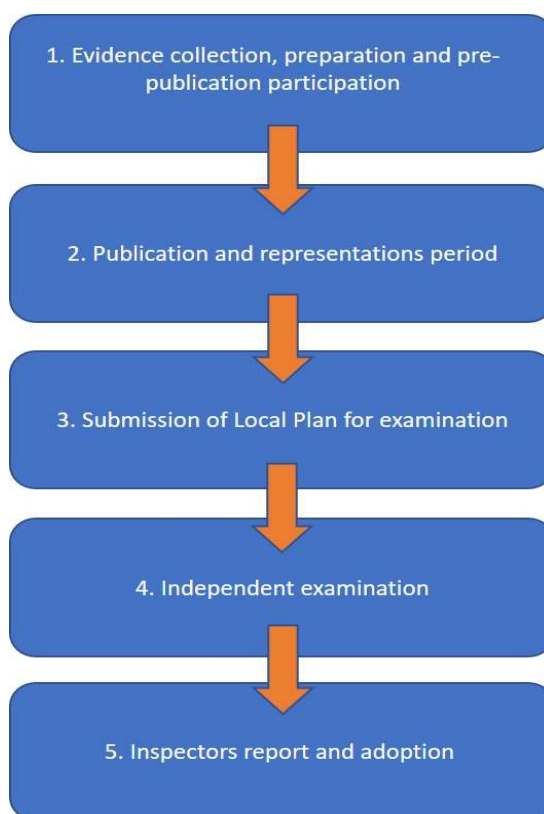 1. Evidence collection, preparation and pre-
publication participation
2. Publication and representations period
3. Submission of Local Plan for examination
4. Independent examination
5. Inspectors report and adoption